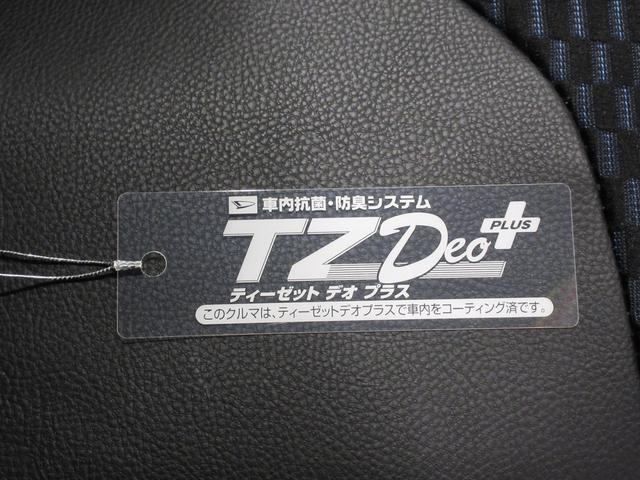 車内抗菌・防臭システム
TZ Deo PLUS
ティーゼット デオ プラス
このクルマは、ティーゼットデオプラスで車内をコーティング済です。